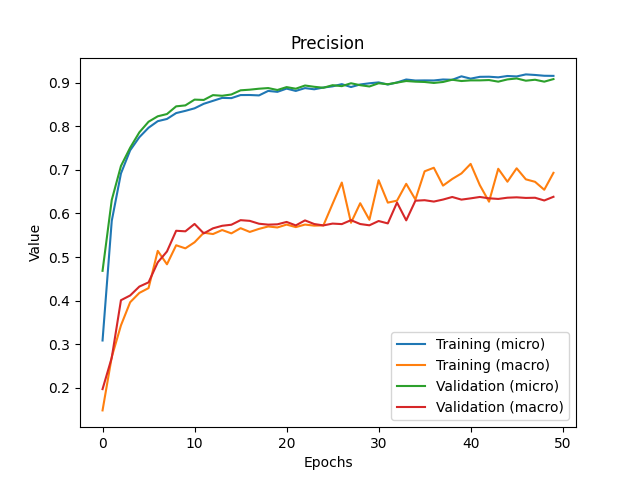 Precision
Value
0.9
0.8
0.7
0.6
0.5
0.4
0.3
0.2
Training (micro)
Training (macro)
Validation (micro)
Validation (macro)
0 10 20 30 40 50
Epochs